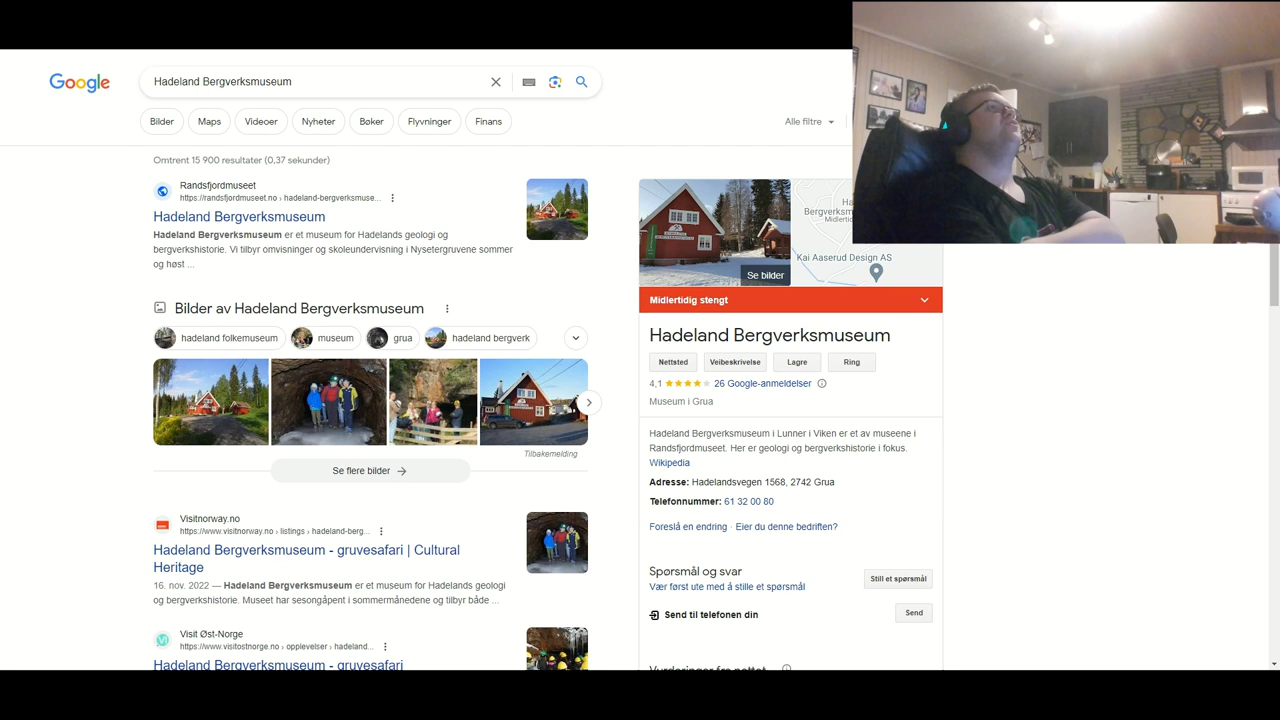 Google
Hadeland Bergverksmuseum
Bilder
Maps
Videoer
Nyheter
Bøker
Flyvninger
Finans
Alle filtre
Omtrent 15 900 resultater (0,37 sekunder)
Randsfjordmuseet
https://randsfjordmuseet.no › hadeland-bergverksmuse...
Hadeland Bergverksmuseum
Hadeland Bergverksmuseum er et museum for Hadelands geologi og
bergverkshistorie. Vi tilbyr omvisninger og skoleundervisning i Nysetergruvene sommer
og høst ...
Bilder av Hadeland Bergverksmuseum
hadeland folkemuseum
museum
grua
hadeland bergverk
Tilbakemelding
Se flere bilder
Visitnorway.no
https://www.visitnorway.no › listings › hadeland-berg...
Hadeland Bergverksmuseum - gruvesafari | Cultural
Heritage
16. nov. 2022 — Hadeland Bergverksmuseum er et museum for Hadelands geologi
og bergverkshistorie. Museet har sesongåpent i sommermånedene og tilbyr både ...
Visit Øst-Norge
https://www.visitostnorge.no › opplevelser › hadeland...
Hadeland Bergverksmuseum - gruvesafari
Se bilder
Ha
Bergverksm
Midlertid
Kai Aaserud Design AS
Midlertidig stengt
Hadeland Bergverksmuseum
Nettsted
Veibeskrivelse
Lagre
Ring
4,1 26 Google-anmeldelser
Museum i Grua
Hadeland Bergverksmuseum i Lunner i Viken er et av museene i
Randsfjordmuseet. Her er geologi og bergverkshistorie i fokus.
Wikipedia
Adresse: Hadelandsvegen 1568, 2742 Grua
Telefonnummer: 61 32 00 80
Foreslå en endring · Eier du denne bedriften?
Spørsmål og svar
Vær først ute med å stille et spørsmål
Still et spørsmål
Send til telefonen din
Send
Vurderinger fra nettet